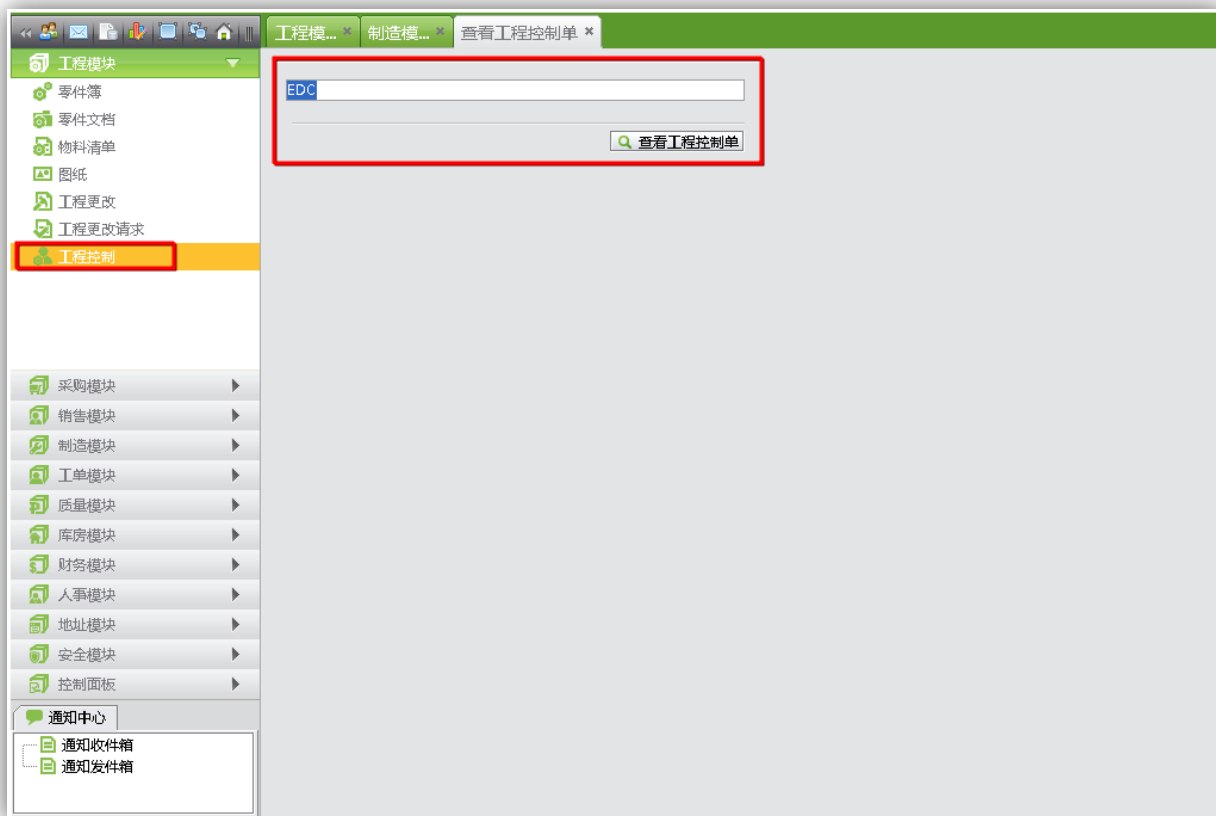 工程模...
制造模...
查看工程控制单
工程模块
零件簿
零件文档
物料清单
图纸
工程更改
工程更改请求
工程控制
采购模块
销售模块
制造模块
工单模块
质量模块
库房模块
财务模块
人事模块
地址模块
安全模块
控制面板
通知中心
通知收件箱
通知发件箱
EDC
查看工程控制单